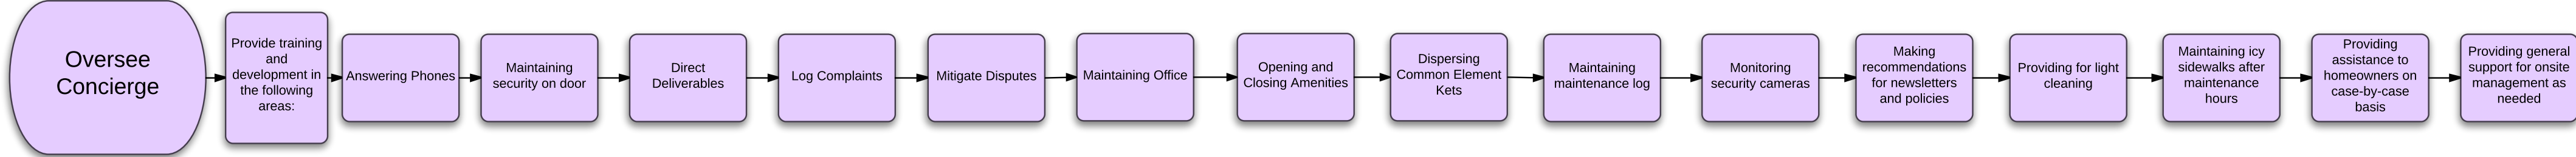 Oversee
Concierge
Provide training
and
development in
the following
areas:
Answering Phones
Maintaining
security on door
Direct
Deliverables
Log Complaints
Mitigate Disputes
Maintaining Office
Opening and
Closing Amenities
Dispersing
Common Element
Kets
Maintaining
maintenance log
Monitoring
security cameras
Making
recommendations
for newsletters
and policies
Providing for light
cleaning
Maintaining icy
sidewalks after
maintenance
hours
Providing
assistance to
homeowners on
case-by-case
basis
Providing general
support for onsite
management as
needed